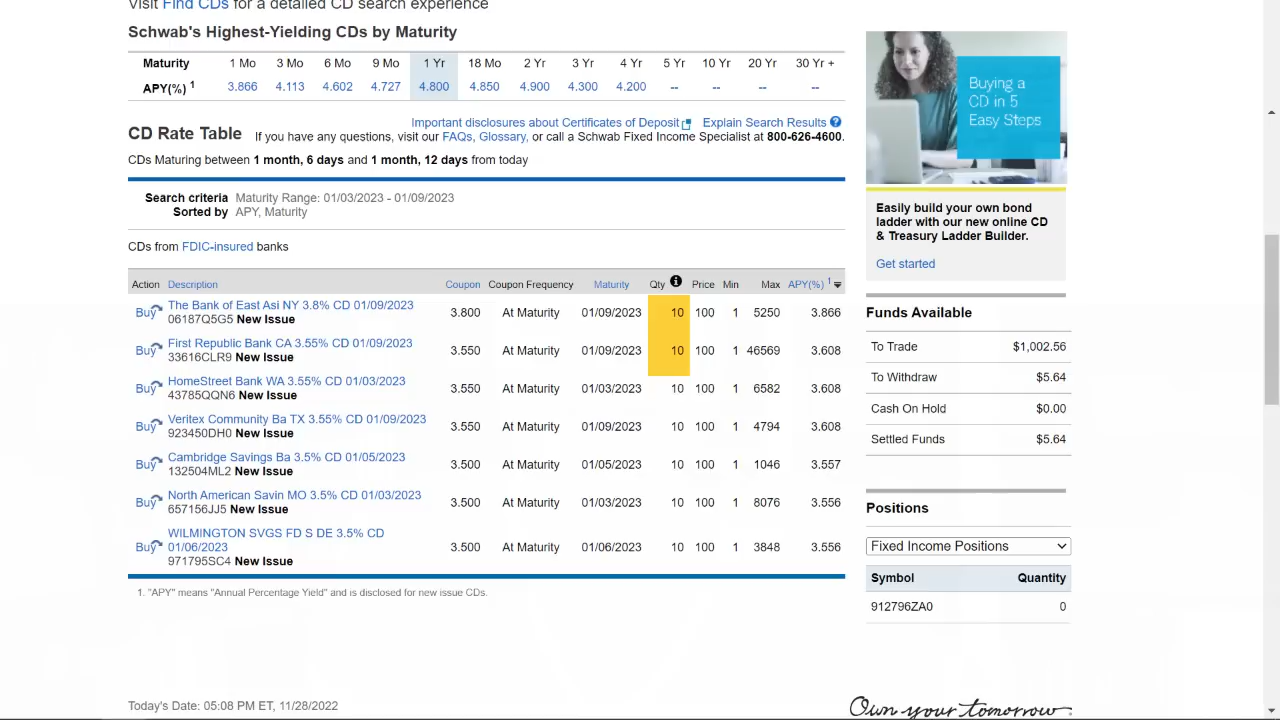 Visit Find CDs for a detailed CD search experience
Schwab's Highest-Yielding CDs by Maturity
Maturity 1 Mo 3 Mo 6 Mo 9 Mo 1 Yr 18 Mo 2 Yr 3 Yr 4 Yr 5 Yr 10 Yr 20 Yr 30 Yr +
APY(%) 1 3.866 4.113 4.602 4.727 4.800 4.850 4.900 4.300 4.200 -- -- -- --
Important disclosures about Certificates of Deposit Explain Search Results ?
CD Rate Table If you have any questions, visit our FAQs, Glossary, or call a Schwab Fixed Income Specialist at 800-626-4600.
CDs Maturing between 1 month, 6 days and 1 month, 12 days from today
Search criteria Maturity Range: 01/03/2023 - 01/09/2023
Sorted by APY, Maturity
CDs from FDIC-insured banks
Action Description Coupon Coupon Frequency Maturity Qty i Price Min Max APY(%) 1
Buy The Bank of East Asi NY 3.8% CD 01/09/2023 3.800 At Maturity 01/09/2023 10 100 1 5250 3.866
06187Q5G5 New Issue
Buy First Republic Bank CA 3.55% CD 01/09/2023 3.550 At Maturity 01/09/2023 10 100 1 46569 3.608
33616CLR9 New Issue
Buy HomeStreet Bank WA 3.55% CD 01/03/2023 3.550 At Maturity 01/03/2023 10 100 1 6582 3.608
43785QQN6 New Issue
Buy Veritex Community Ba TX 3.55% CD 01/09/2023 3.550 At Maturity 01/09/2023 10 100 1 4794 3.608
923450DH0 New Issue
Buy Cambridge Savings Ba 3.5% CD 01/05/2023 3.500 At Maturity 01/05/2023 10 100 1 1046 3.557
132504ML2 New Issue
Buy North American Savin MO 3.5% CD 01/03/2023 3.500 At Maturity 01/03/2023 10 100 1 8076 3.556
657156JJ5 New Issue
WILMINGTON SVGS FD S DE 3.5% CD
Buy 01/06/2023 3.500 At Maturity 01/06/2023 10 100 1 3848 3.556
971795SC4 New Issue
1. "APY" means "Annual Percentage Yield" and is disclosed for new issue CDs.
Today's Date: 05:08 PM ET, 11/28/2022
Buying a
CD in 5
Easy Steps
Easily build your own bond
ladder with our new online CD
& Treasury Ladder Builder.
Get started
Funds Available
To Trade $1,002.56
To Withdraw $5.64
Cash On Hold $0.00
Settled Funds $5.64
Positions
Fixed Income Positions
Symbol Quantity
912796ZA0 0
Own your tomorrow.